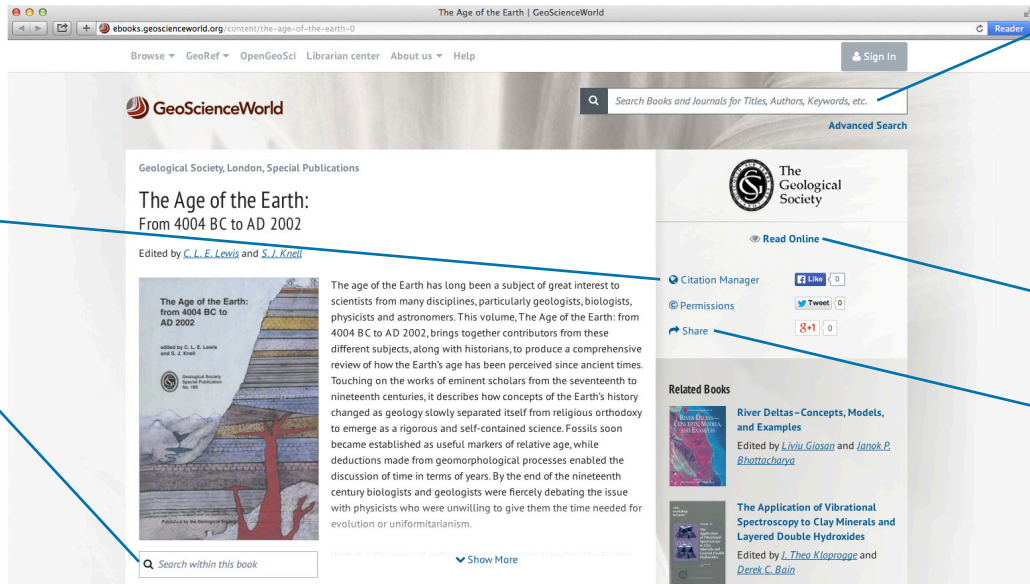 The Age of the Earth | GeoScienceWorld
ebooks.geoscienceworld.org/content/the-age-of-the-earth-0
Reader
Browse GeoRef OpenGeoSci Librarian center About us Help
Sign In
GeoScienceWorld
Search Books and Journals for Titles, Authors, Keywords, etc.
Advanced Search
Geological Society, London, Special Publications
The Age of the Earth:
From 4004 BC to AD 2002
Edited by C. L. E. Lewis and S. J. Knell
The Age of the Earth:
from 4004 BC to
AD 2002
edited by C. L. E. Lewis
and S. J. Knell
Geological Society
Special Publication
No. 190
Published by the Geological Society
Search within this book
The age of the Earth has long been a subject of great interest to
scientists from many disciplines, particularly geologists, biologists,
physicists and astronomers. This volume, The Age of the Earth: from
4004 BC to AD 2002, brings together contributors from these
different subjects, along with historians, to produce a comprehensive
review of how the Earth's age has been perceived since ancient times.
Touching on the works of eminent scholars from the seventeenth to
nineteenth centuries, it describes how concepts of the Earth's history
changed as geology slowly separated itself from religious orthodoxy
to emerge as a rigorous and self-contained science. Fossils soon
became established as useful markers of relative age, while
deductions made from geomorphological processes enabled the
discussion of time in terms of years. By the end of the nineteenth
century biologists and geologists were fiercely debating the issue
with physicists who were unwilling to give them the time needed for
evolution or uniformitarianism.
Show More
The
Geological
Society
Read Online
Citation Manager
Like 0
© Permissions
Tweet 0
Share
g+1 0
Related Books
River Deltas—
Concepts, Models,
and Examples
River Deltas–Concepts, Models,
and Examples
Edited by Liviu Giosan and Janok P.
Bhattacharya
The Application of Vibrational
Spectroscopy to Clay Minerals and
Layered Double Hydroxides
Edited by J. Theo Kloprogge and
Derek C. Bain